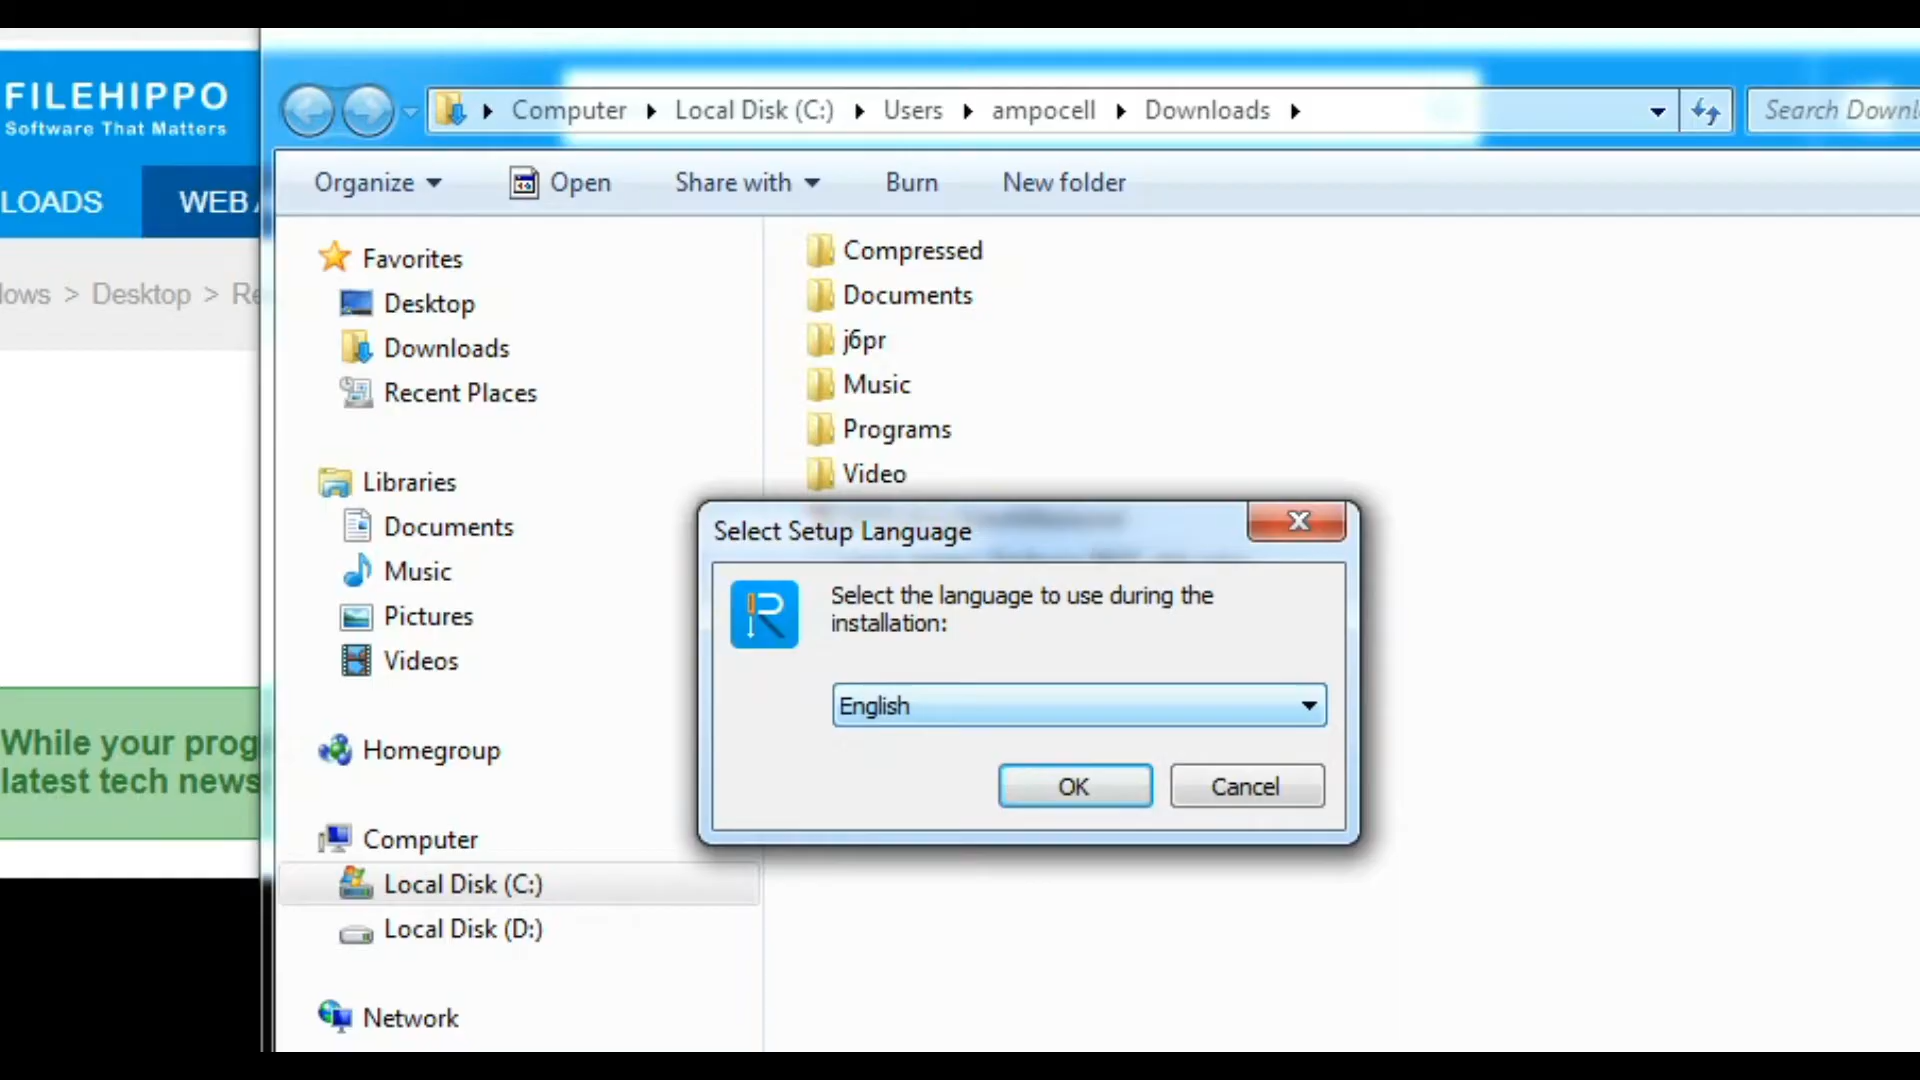 FILEHIPPO
Software That Matters
LOADS
WEB
> Desktop > Re
While your prog
latest tech news
Computer
Local Disk (C:)
Users
ampocell
Downloads
Search Downl
Organize
Open
Share with
Burn
New folder
Favorites
Desktop
Downloads
Recent Places
Libraries
Documents
Music
Pictures
Videos
Homegroup
Computer
Local Disk (C:)
Local Disk (D:)
Network
Compressed
Documents
j6pr
Music
Programs
Video
Select Setup Language
Select the language to use during the
installation:
English
OK
Cancel